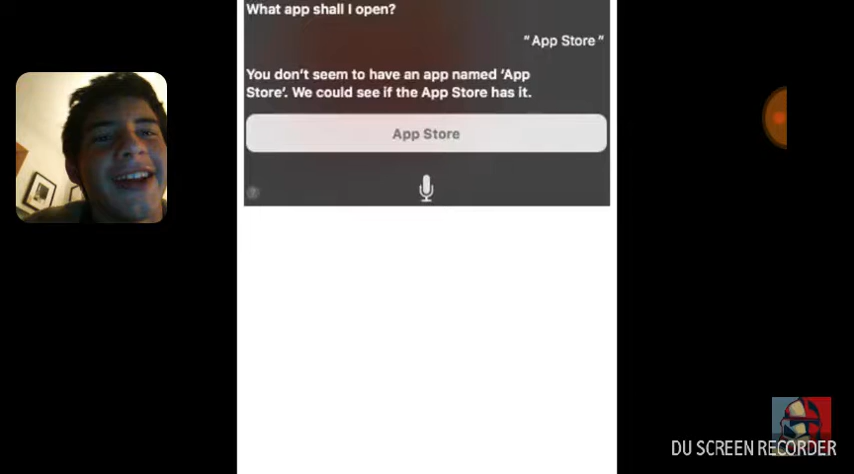 What app shall I open?
“App Store”
You don’t seem to have an app named ‘App
Store’. We could see if the App Store has it.
App Store
?
DU SCREEN RECORDER